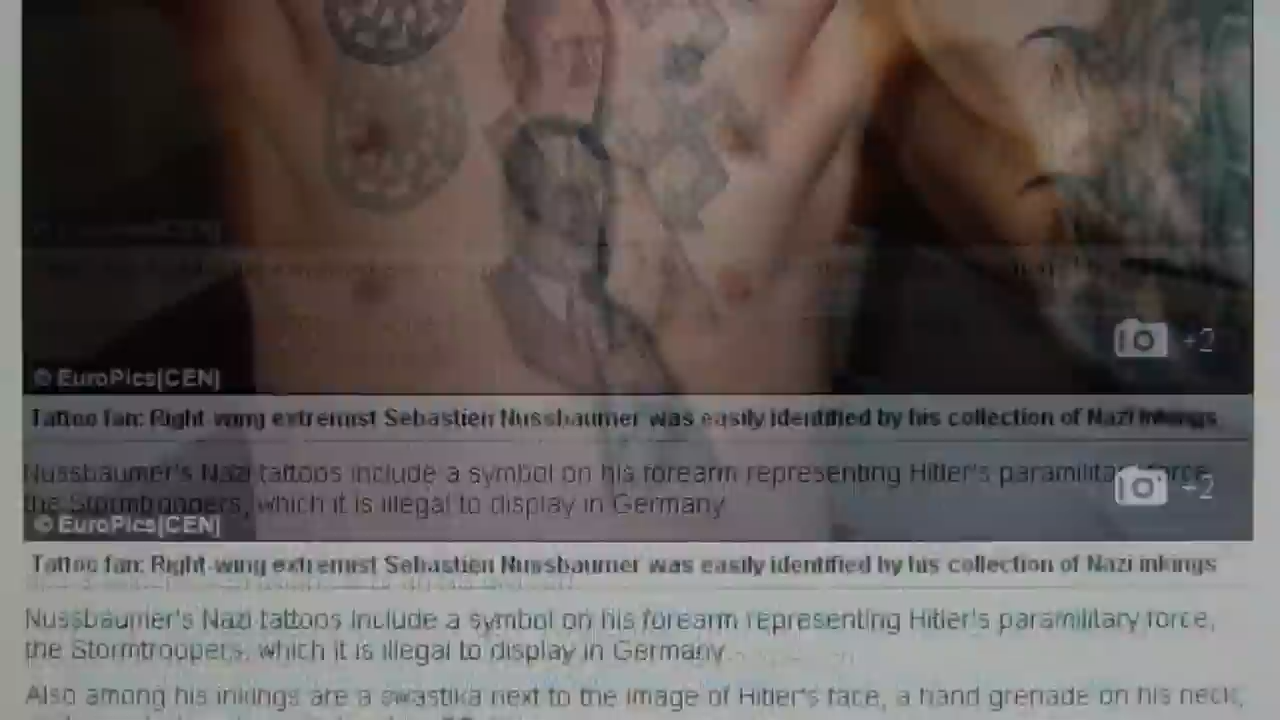 +2
© EuroPics[CEN]
Tattoo fan: Right-wing extremist Sebastien Nussbaumer was easily identified by his collection of Nazi inkings
Nussbaumer's Nazi tattoos include a symbol on his forearm representing Hitler's paramilitary force,
the Stormtroopers, which it is illegal to display in Germany
+2
© EuroPics[CEN]
Tattoo fan: Right-wing extremist Sebastien Nussbaumer was easily identified by his collection of Nazi inkings
Nussbaumer's Nazi tattoos include a symbol on his forearm representing Hitler's paramilitary force,
the Stormtroopers, which it is illegal to display in Germany.
Also among his inkings are a swastika next to the image of Hitler's face, a hand grenade on his neck,